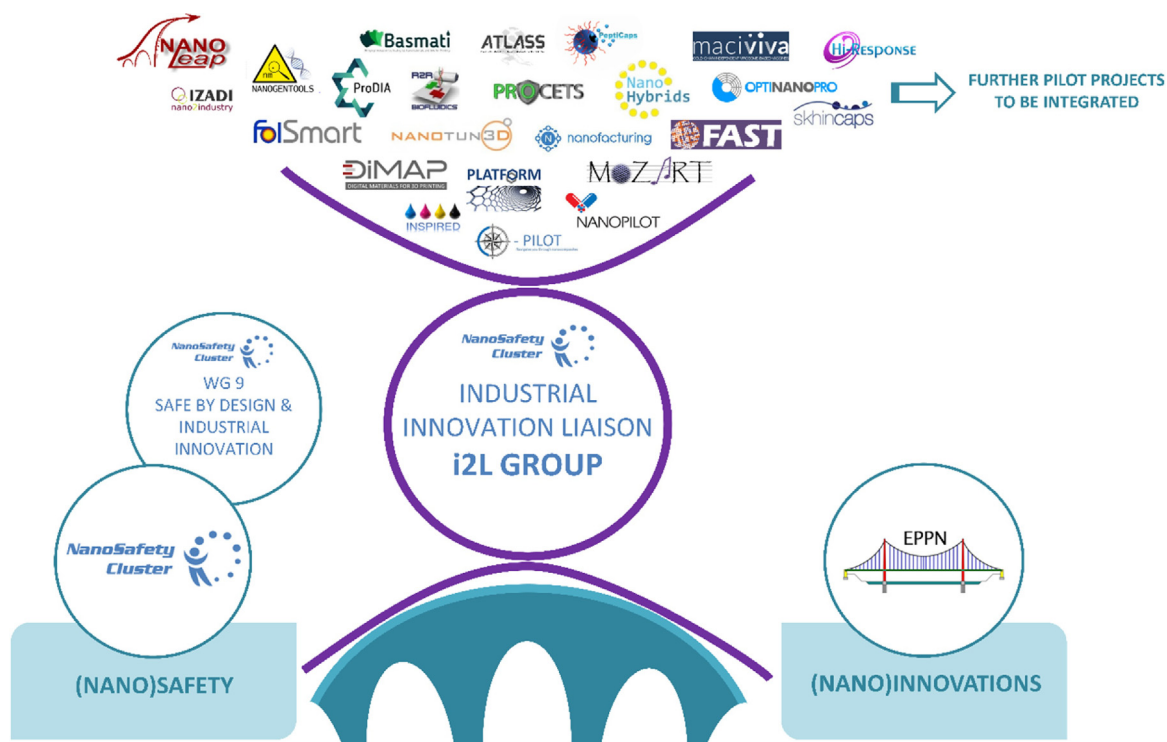 NANO
Leap
nm
NANOGENTOOLS
Basmati
ATLASS
PeptiCaps
maciviva
Hi-Response
IZADI
nano2industry
ProDIA
R2R
BIOFLUIDICS
PROCETS
Nano
Hybrids
OPTINANOPRO
skhincaps
FURTHER PILOT PROJECTS
TO BE INTEGRATED
folSmart
NANOTUN3D
N
nanofacturing
FAST
DiMAP
DIGITAL MATERIALS FOR 3D PRINTING
PLATFORM
MOZART
INSPIRED
NANOPILOT
- PILOT
NanoSafety
Cluster
WG 9
SAFE BY DESIGN &
INDUSTRIAL
INNOVATION
NanoSafety
Cluster
INDUSTRIAL
INNOVATION LIAISON
i2L GROUP
NanoSafety
Cluster
EPPN
(NANO)SAFETY
(NANO)INNOVATIONS